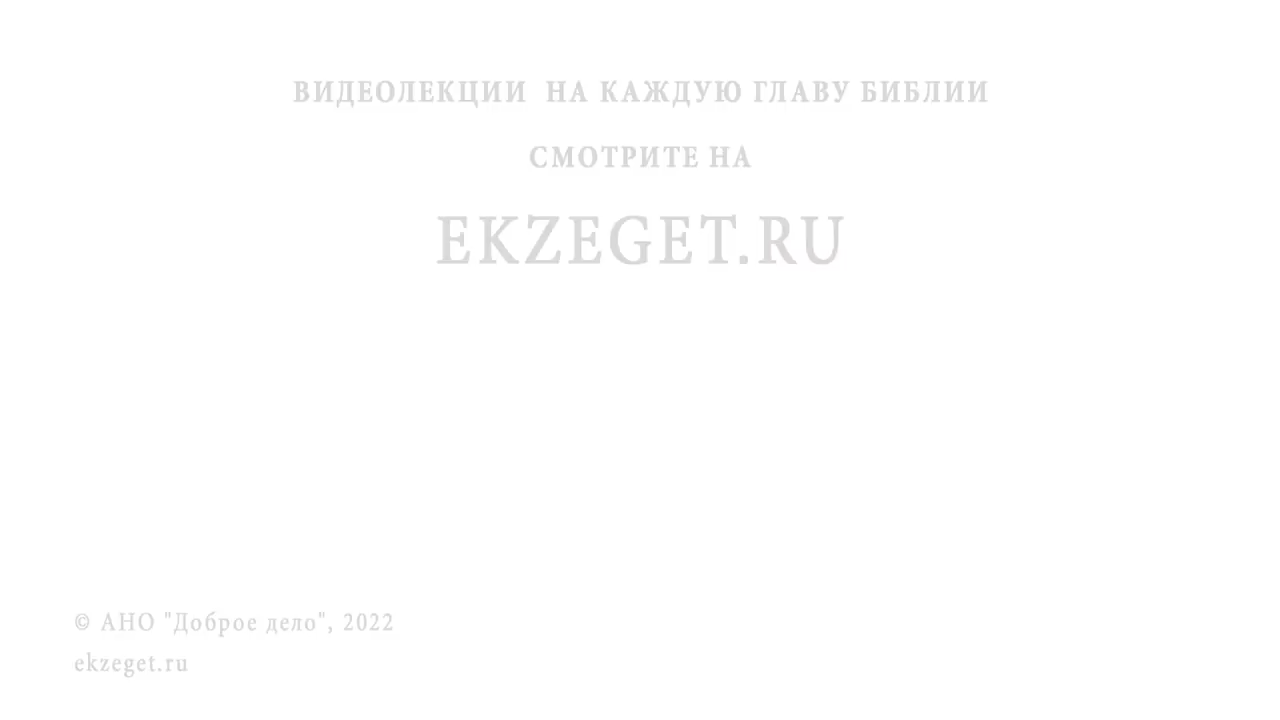 ВИДЕОЛЕКЦИИ НА КАЖДУЮ ГЛАВУ БИБЛИИ
СМОТРИТЕ НА
EKZEGET.RU
© АНО "Доброе дело", 2022
ekzeget.ru